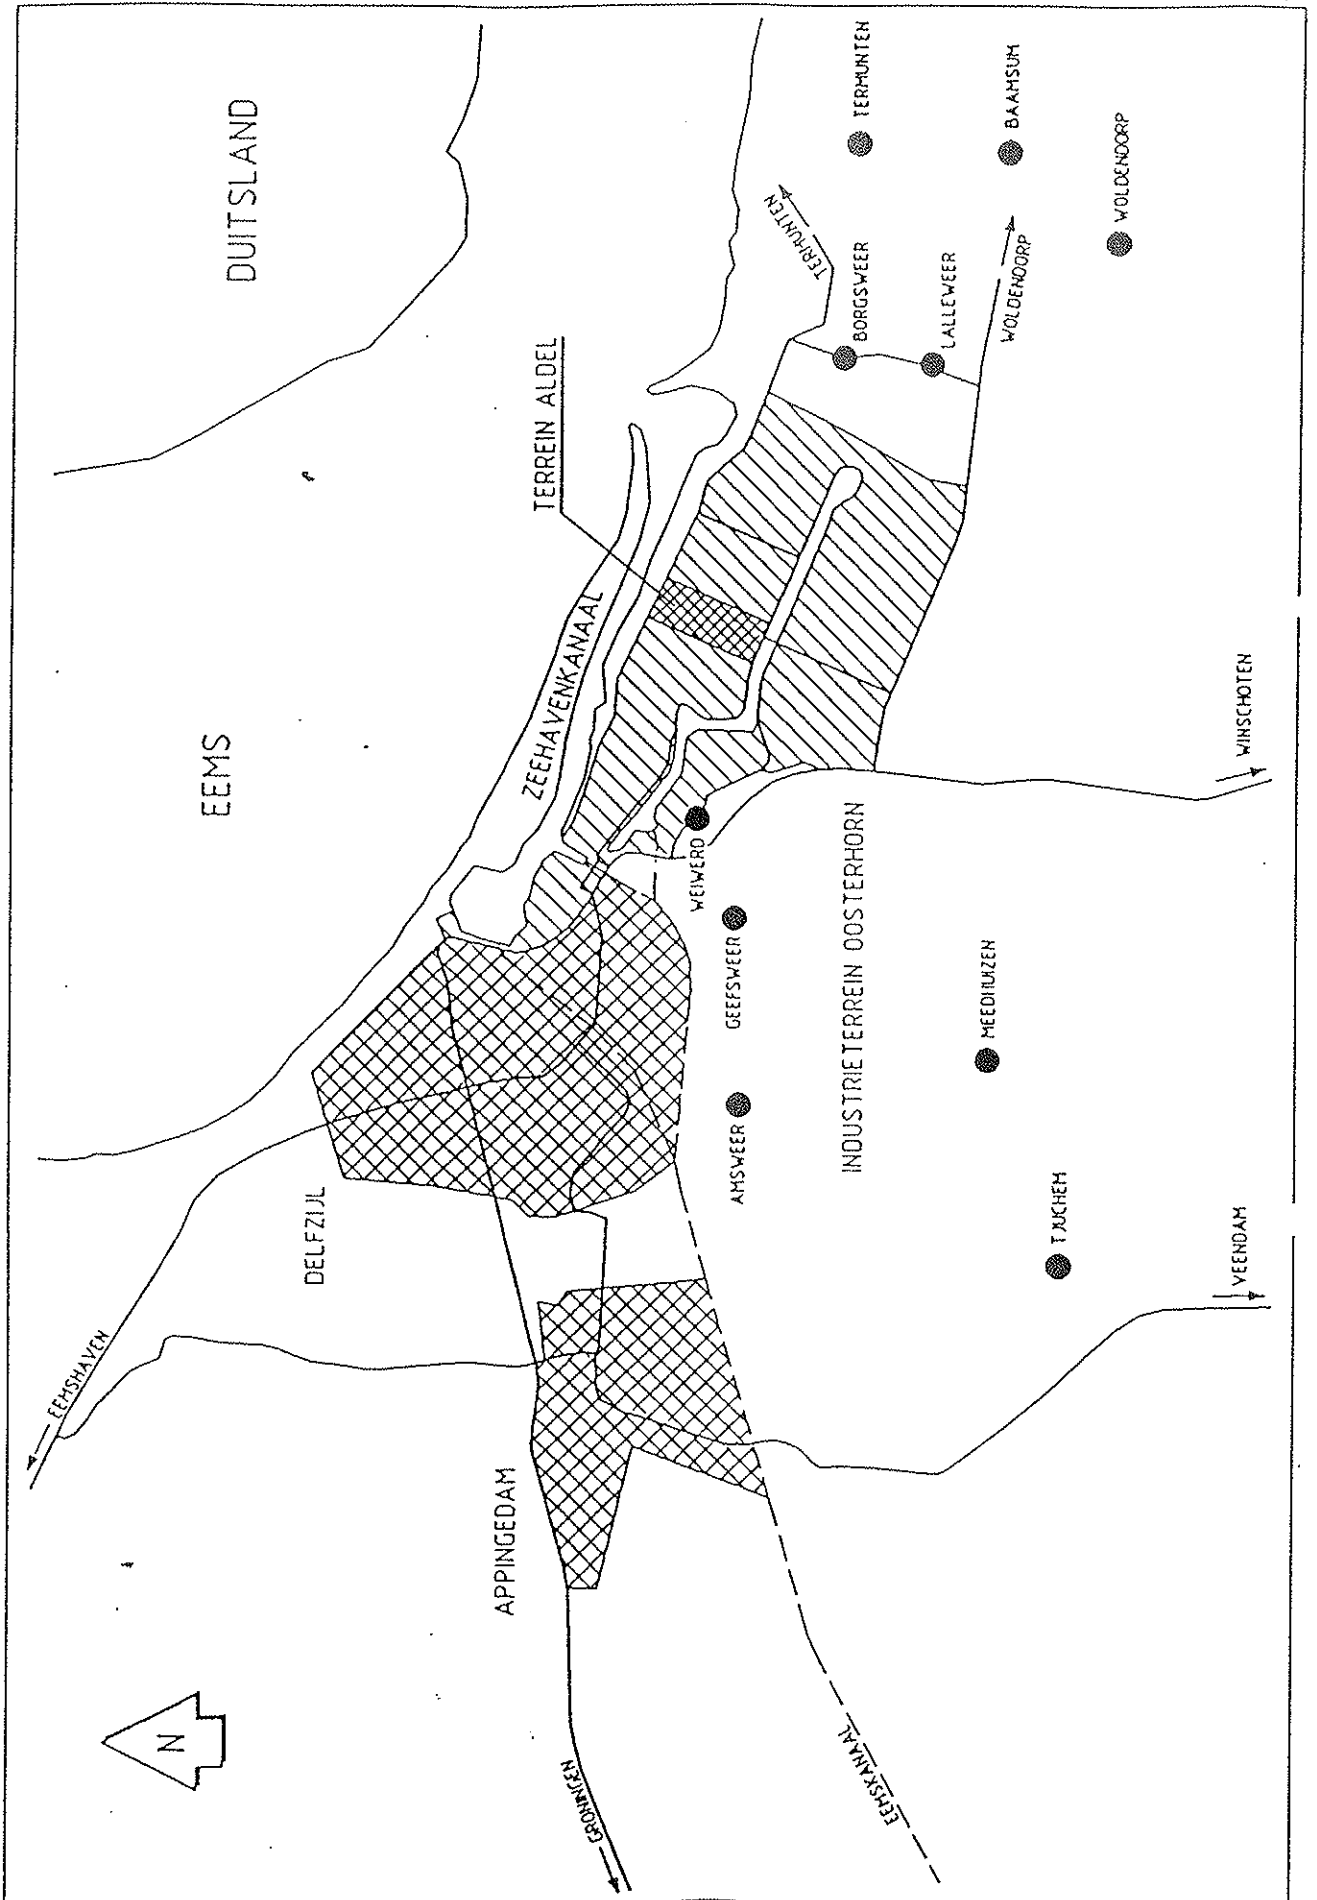 DUITSLAND
EEMS
TERREIN ALDEL
ZEEHAVENKANAAL
EEMSHAVEN
DELFZIJL
APPINGEDAM
N
GRONINGEN
EEMSKANAAL
TERMUNTEN
TERMUNTEN
BORGSWEER
LALLEWEER
BAAMSUM
WOLDENDORP
WOLDENDORP
WEIWERD
GEEFSWEER
AMSWEER
INDUSTRIETERREIN OOSTERHORN
MEEDHUIZEN
TJUCHEM
WINSCHOTEN
VEENDAM